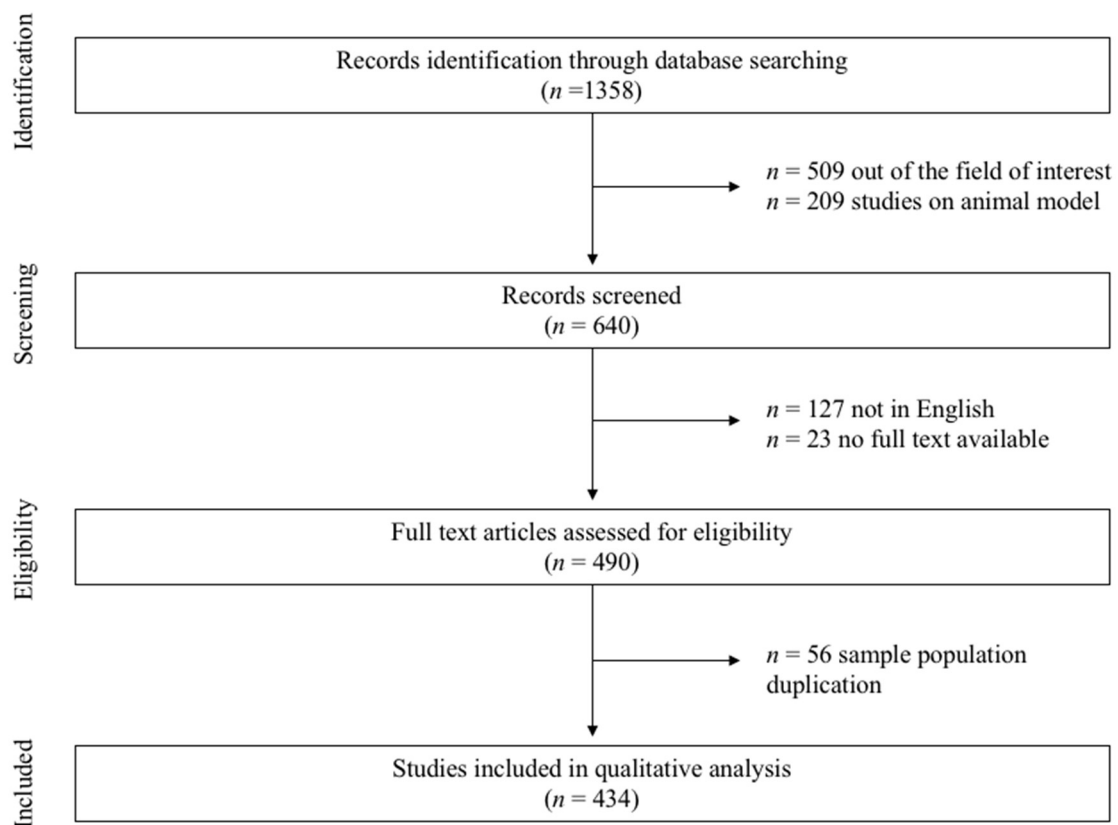 Identification
Records identification through database searching
(n =1358)
n = 509 out of the field of interest
n = 209 studies on animal model
Screening
Records screened
(n = 640)
n = 127 not in English
n = 23 no full text available
Eligibility
Full text articles assessed for eligibility
(n = 490)
n = 56 sample population
duplication
Included
Studies included in qualitative analysis
(n = 434)